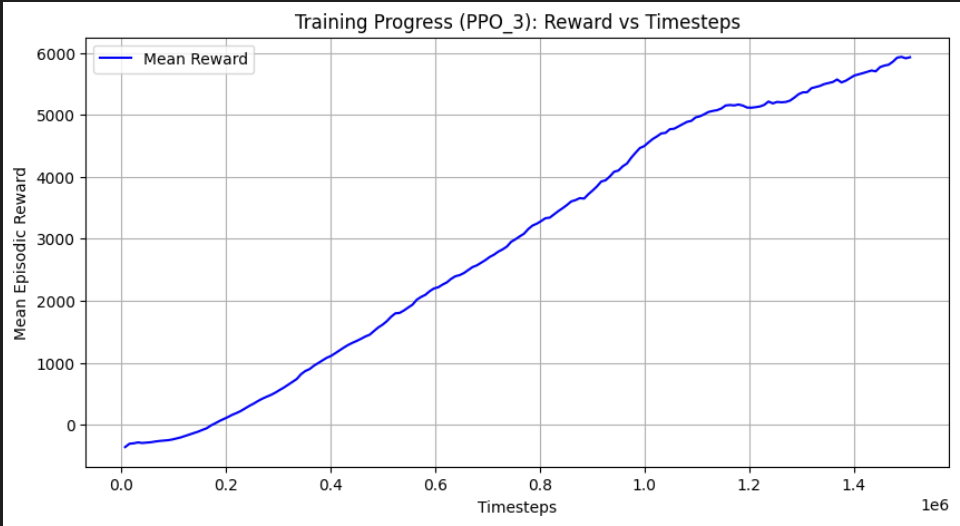 Training Progress (PPO_3): Reward vs Timesteps
Mean Reward
Mean Episodic Reward
6000
5000
4000
3000
2000
1000
0
0.0 0.2 0.4 0.6 0.8 1.0 1.2 1.4
1e6
Timesteps